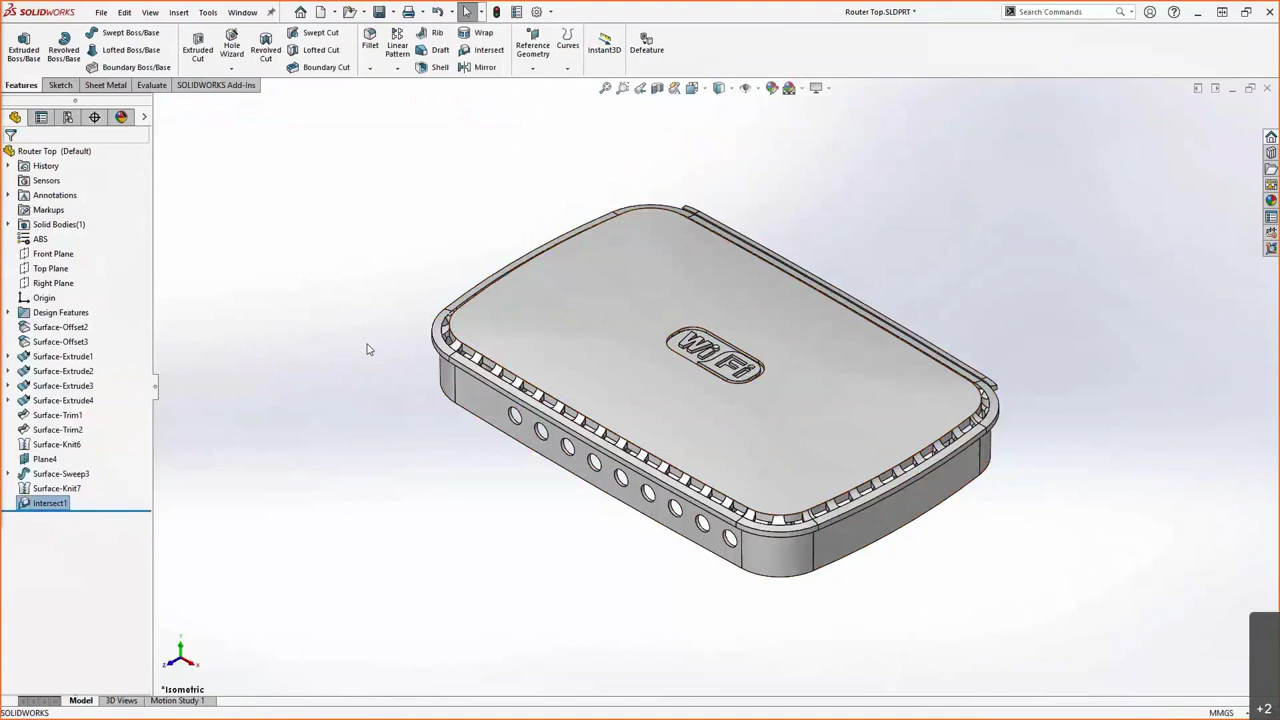 SOLIDWORKS File Edit View Insert Tools Window Router Top.SLDPRT * Search Commands
Extruded Boss/Base
Revolved Boss/Base
Swept Boss/Base
Lofted Boss/Base
Boundary Boss/Base
Extruded Cut
Hole Wizard
Revolved Cut
Swept Cut
Lofted Cut
Boundary Cut
Fillet
Linear Pattern
Rib
Draft
Shell
Wrap
Intersect
Mirror
Reference Geometry
Curves
Instant3D
Defeature
Features Sketch Sheet Metal Evaluate SOLIDWORKS Add-Ins
Router Top (Default)
History
Sensors
Annotations
Markups
Solid Bodies(1)
ABS
Front Plane
Top Plane
Right Plane
Origin
Design Features
Surface-Offset2
Surface-Offset3
Surface-Extrude1
Surface-Extrude2
Surface-Extrude3
Surface-Extrude4
Surface-Trim1
Surface-Trim2
Surface-Knit6
Plane4
Surface-Sweep3
Surface-Knit7
Intersect1
Wi Fi
Y
Z X
*Isometric
Model 3D Views Motion Study 1
SOLIDWORKS MMGS
+2